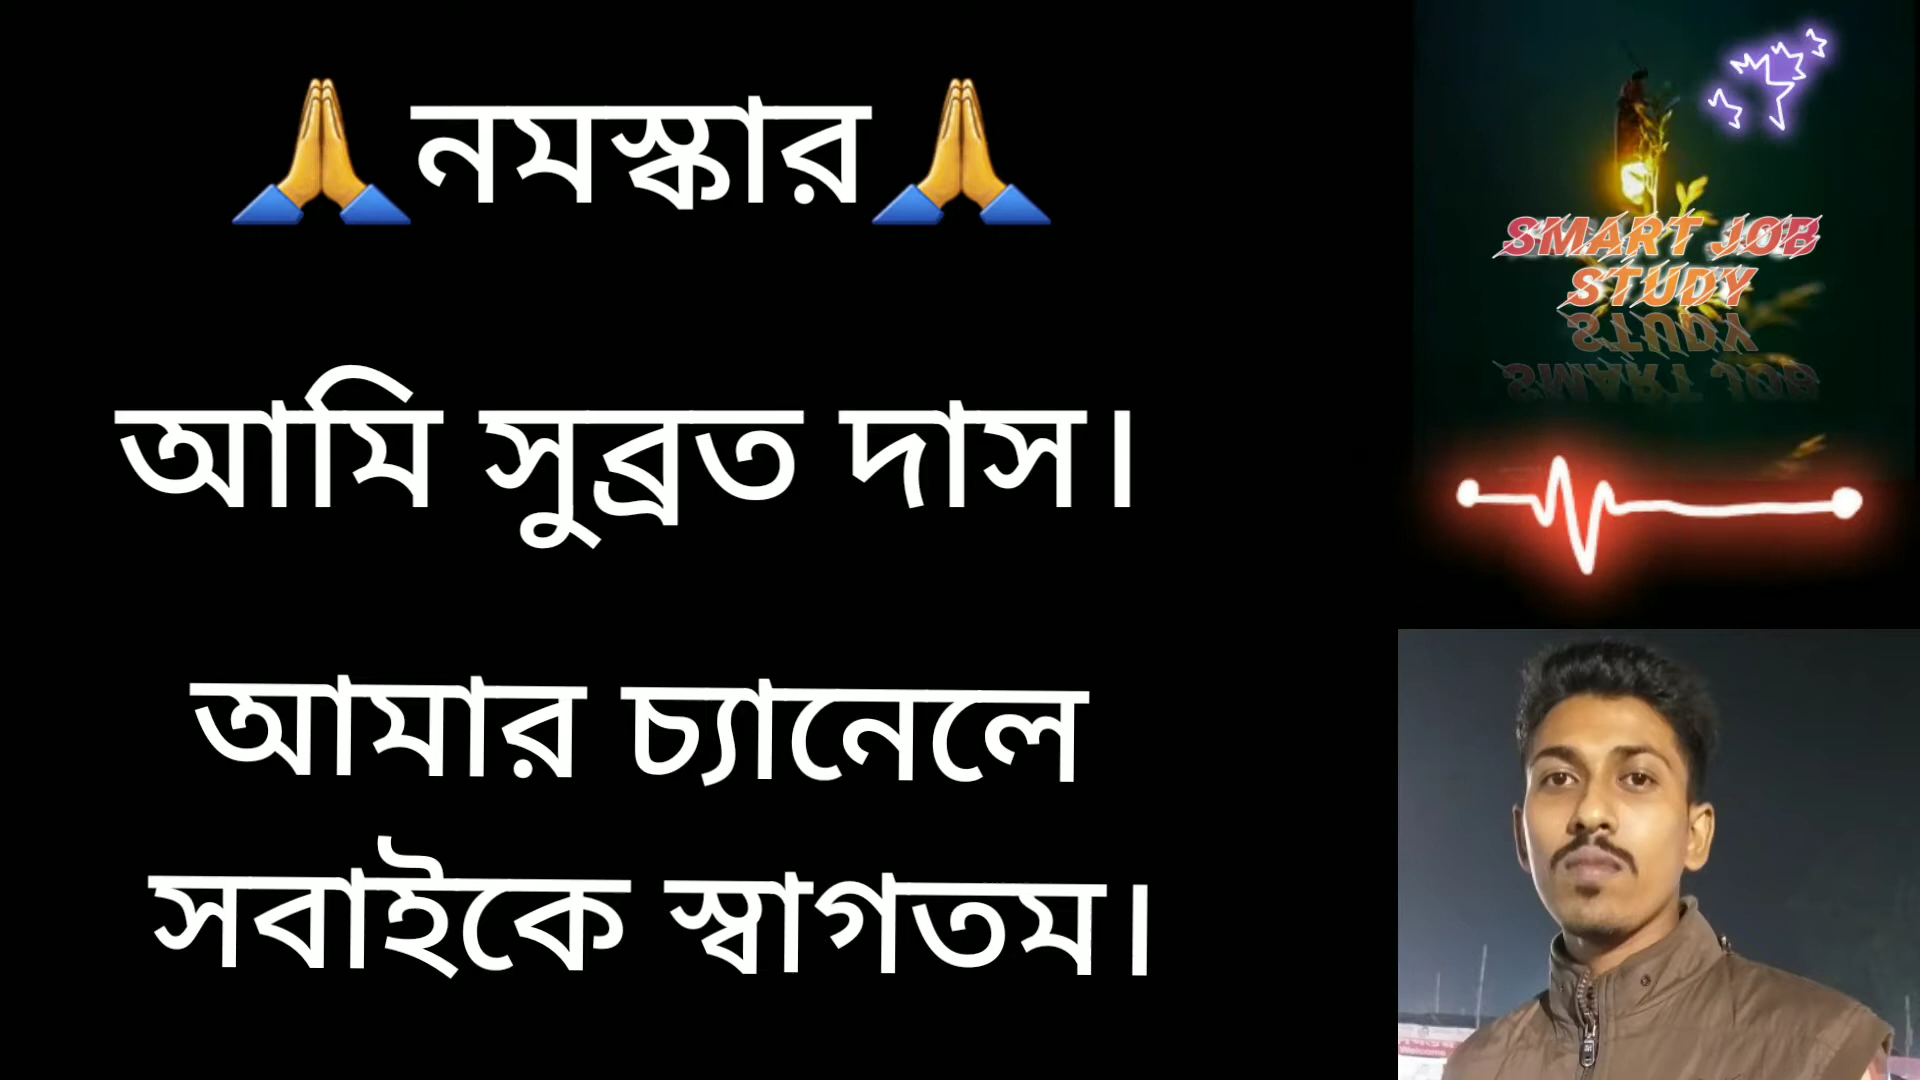 🙏নমস্কার🙏
আমি সুব্রত দাস।
আমার চ্যানেলে
সবাইকে স্বাগতম।
SMART JOB
STUDY